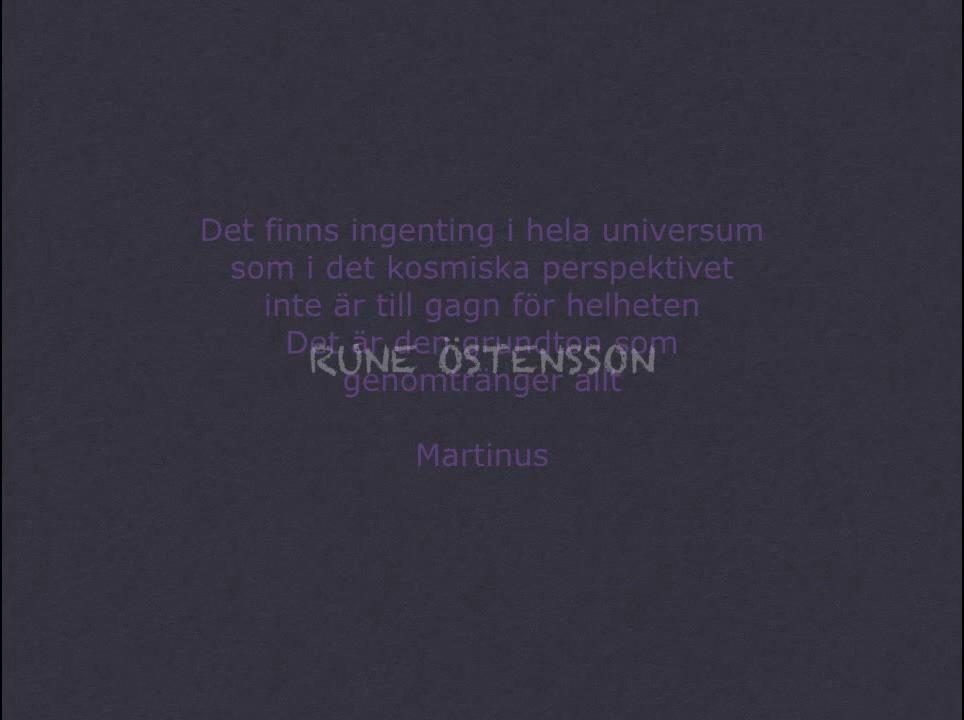 Det finns ingenting i hela universum
som i det kosmiska perspektivet
inte är till gagn för helheten
Det är den grundton som
RUNE ÖSTENSSON
genomtränger allt
Martinus